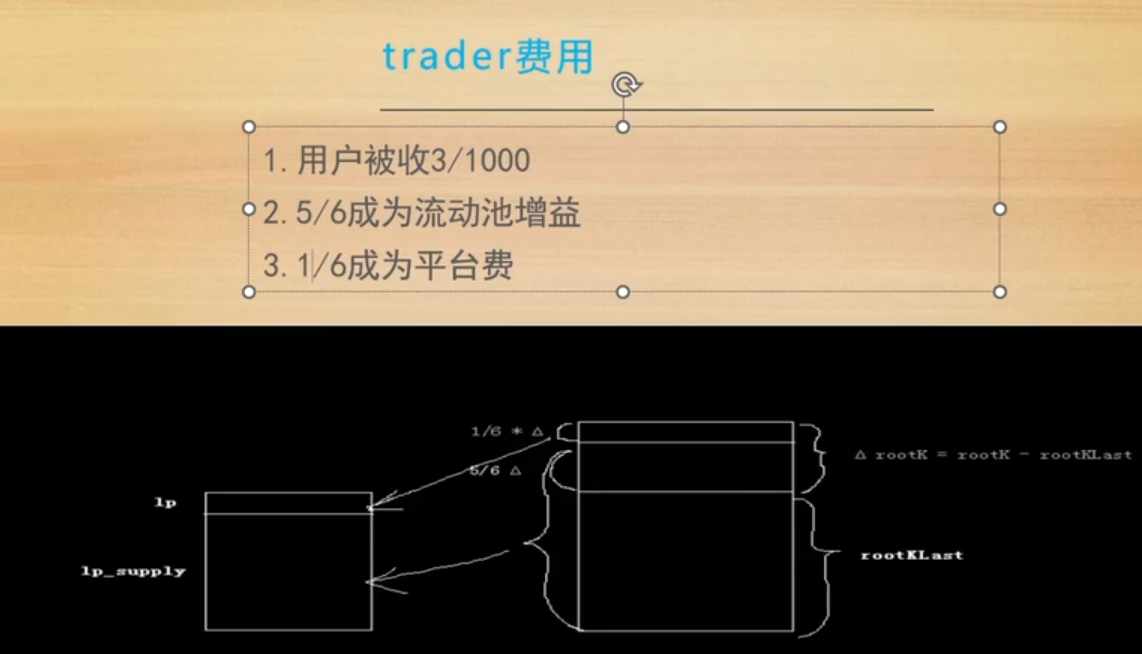 trader费用
1.用户被收3/1000
2.5/6成为流动池增益
3.1/6成为平台费
1/6 * △
5/6 △
△ rootK = rootK - rootKLast
lp
rootKLast
lp_supply